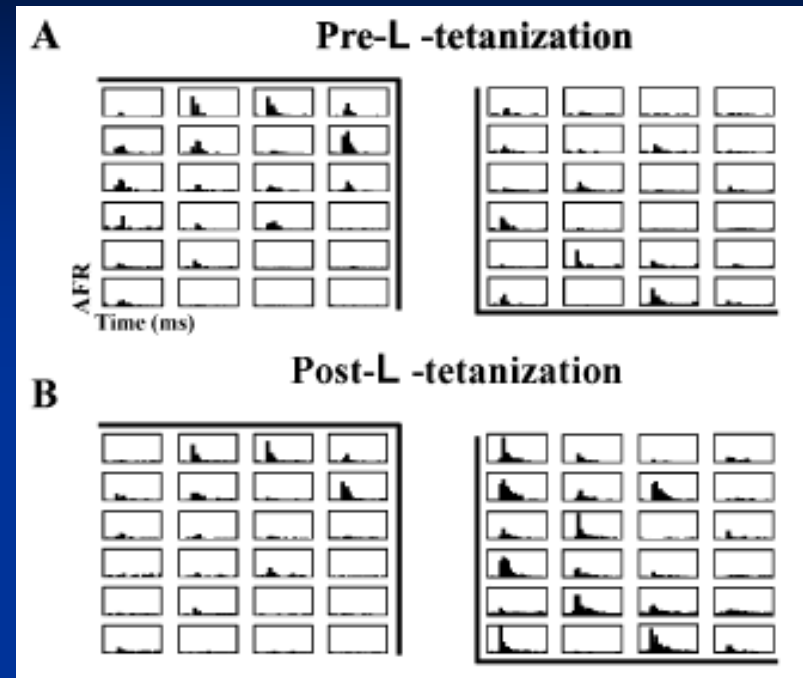 A
Pre-L -tetanization
AFR
Time (ms)
Post-L -tetanization
B